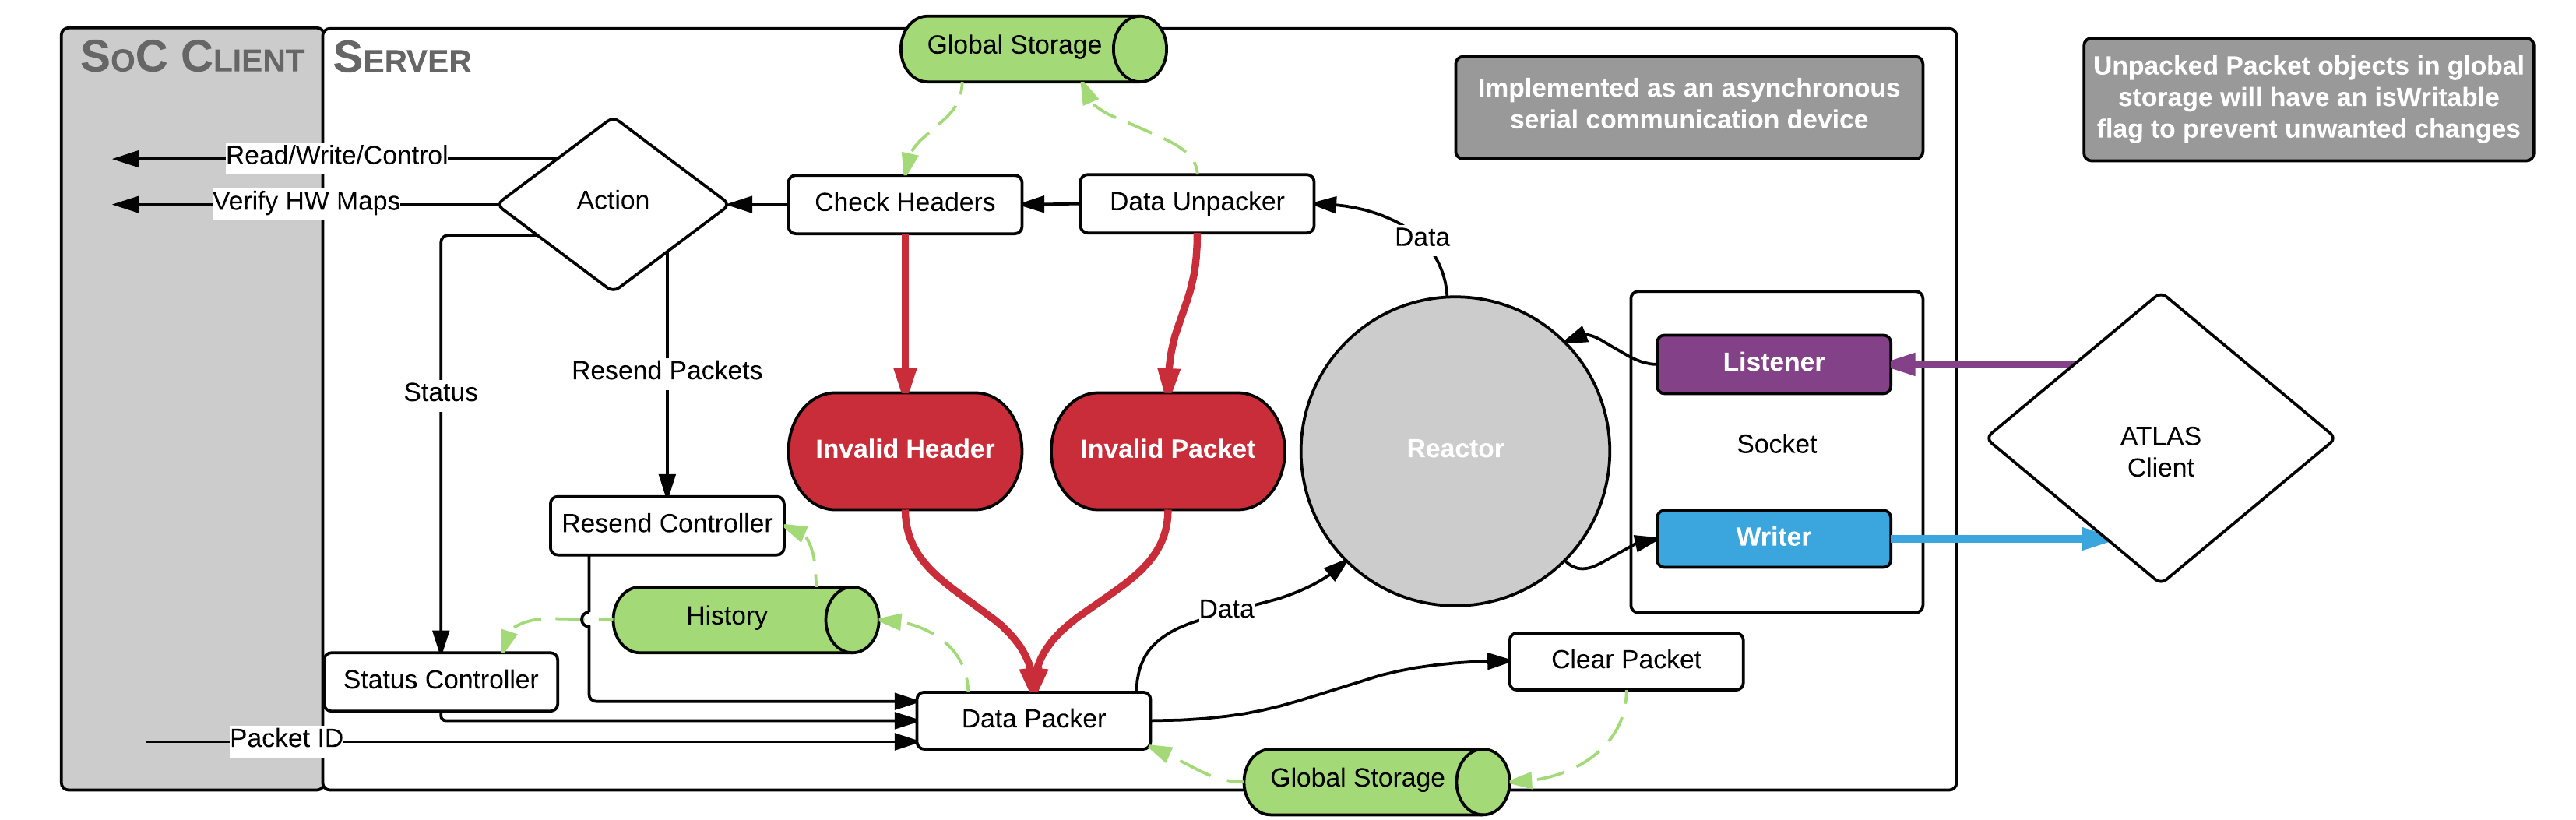 SoC Client
Server
Global Storage
Implemented as an asynchronous
serial communication device
Unpacked Packet objects in global
storage will have an isWritable
flag to prevent unwanted changes
Read/Write/Control
Verify HW Maps
Action
Check Headers
Data Unpacker
Data
Status
Resend Packets
Invalid Header
Invalid Packet
Reactor
Listener
Socket
Writer
ATLAS
Client
Resend Controller
History
Data
Status Controller
Data Packer
Clear Packet
Packet ID
Global Storage